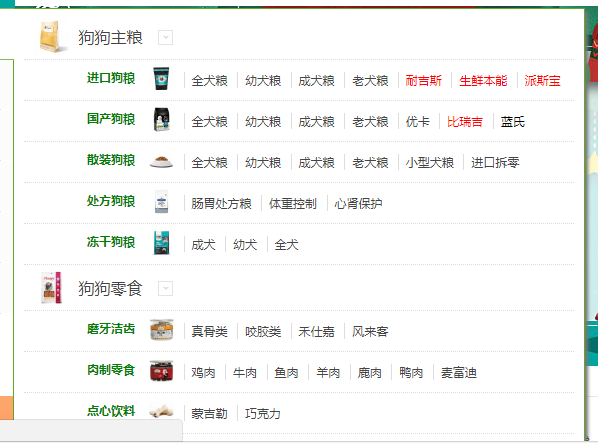 狗狗主粮
进口狗粮 全犬粮 幼犬粮 成犬粮 老犬粮 耐吉斯 生鲜本能 派斯宝
国产狗粮 全犬粮 幼犬粮 成犬粮 老犬粮 优卡 比瑞吉 蓝氏
散装狗粮 全犬粮 幼犬粮 成犬粮 老犬粮 小型犬粮 进口拆零
处方狗粮 肠胃处方粮 体重控制 心肾保护
冻干狗粮 成犬 幼犬 全犬
狗狗零食
磨牙洁齿 真骨类 咬胶类 禾仕嘉 风来客
肉制零食 鸡肉 牛肉 鱼肉 羊肉 鹿肉 鸭肉 麦富迪
点心饮料 蒙吉勒 巧克力